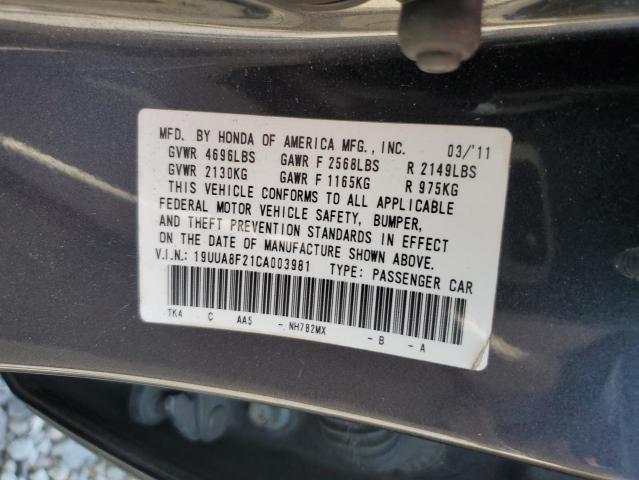 MFD. BY HONDA OF AMERICA MFG., INC. 03/'11
GVWR 4696LBS GAWR F 2568LBS R 2149LBS
GVWR 2130KG GAWR F 1165KG R 975KG
THIS VEHICLE CONFORMS TO ALL APPLICABLE
FEDERAL MOTOR VEHICLE SAFETY, BUMPER,
AND THEFT PREVENTION STANDARDS IN EFFECT
ON THE DATE OF MANUFACTURE SHOWN ABOVE.
V.I.N.: 19UUA8F21CA003981 TYPE: PASSENGER CAR
TK4 C AA5 - NH782MX - B - A